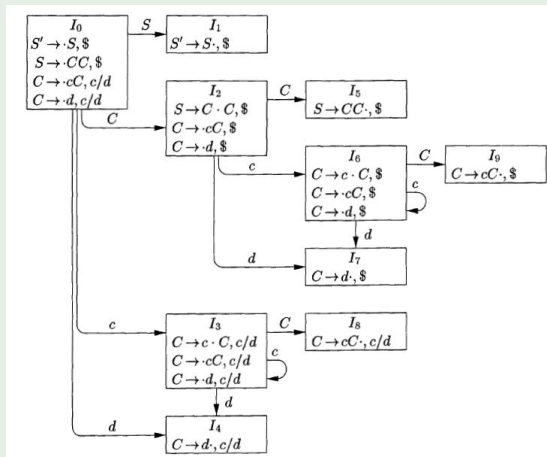 I₀
S′ → ·S, $
S → ·CC, $
C → ·cC, c/d
C → ·d, c/d
S
I₁
S′ → S·, $
C
I₂
S → C · C, $
C → ·cC, $
C → ·d, $
C
I₅
S → CC·, $
c
I₆
C → c · C, $
C → ·cC, $
C → ·d, $
C
I₉
C → cC·, $
c
d
d
I₇
C → d·, $
c
I₃
C → c · C, c/d
C → ·cC, c/d
C → ·d, c/d
C
I₈
C → cC·, c/d
c
d
d
I₄
C → d·, c/d